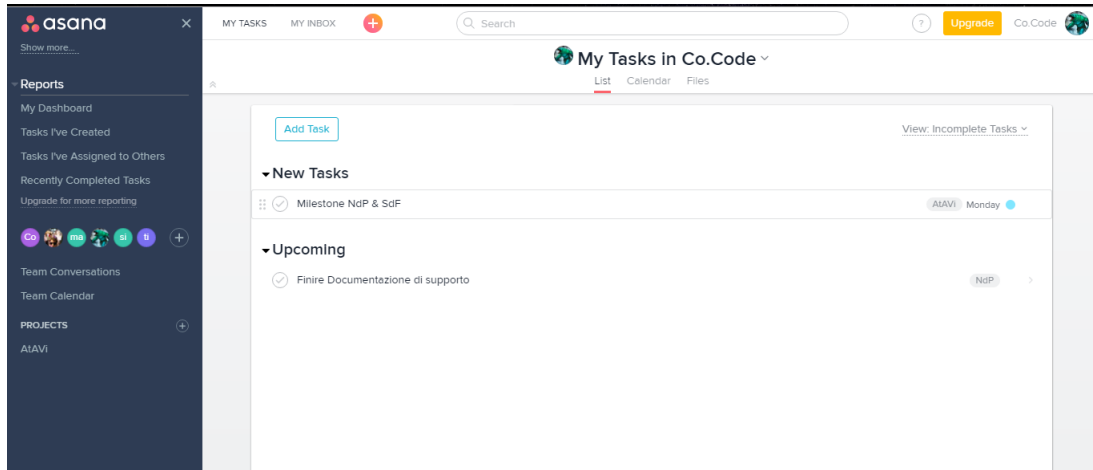 asana
Show more...
Reports
My Dashboard
Tasks I've Created
Tasks I've Assigned to Others
Recently Completed Tasks
Upgrade for more reporting
Co ma si ti
Team Conversations
Team Calendar
PROJECTS
AtAVi
MY TASKS MY INBOX Search ? Upgrade Co.Code
My Tasks in Co.Code
List Calendar Files
Add Task View: Incomplete Tasks
New Tasks
Milestone NdP & SdF AtAVi Monday
Upcoming
Finire Documentazione di supporto NdP